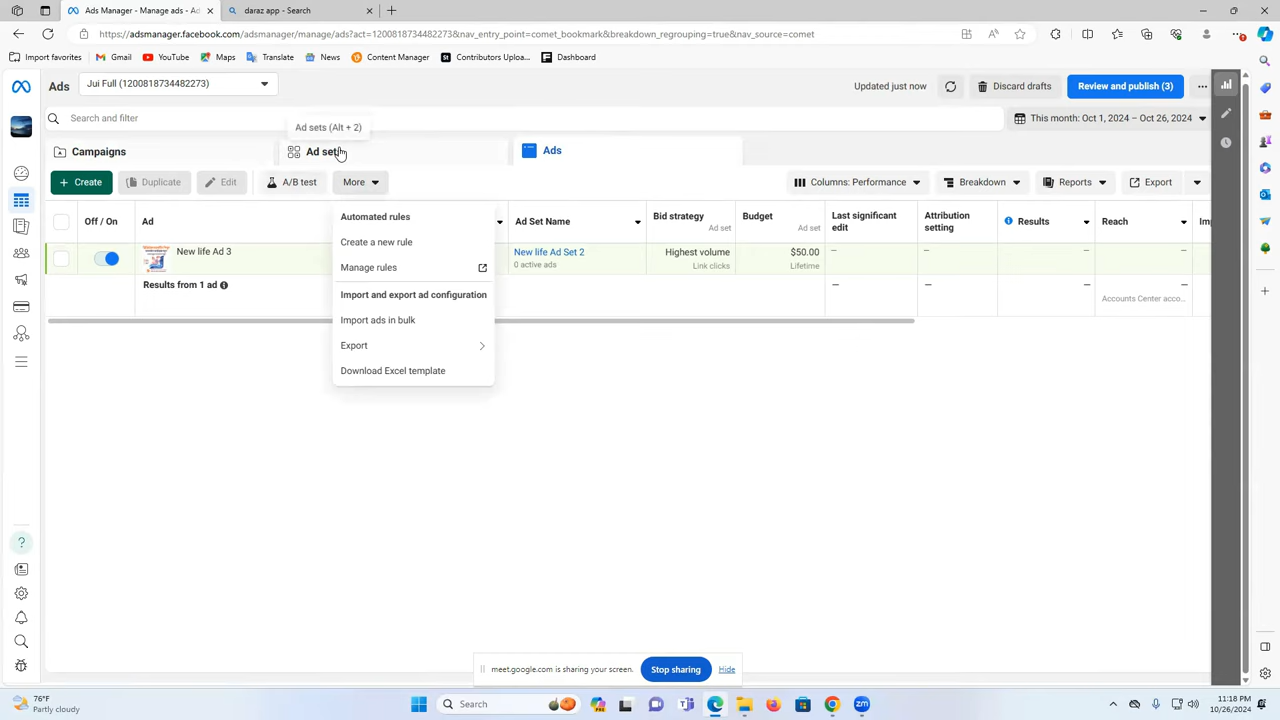 Ads Manager - Manage ads - Ad
daraz app - Search
https://adsmanager.facebook.com/adsmanager/manage/ads?act=1200818734482273&nav_entry_point=comet_bookmark&breakdown_regrouping=true&nav_source=comet
Import favorites
Gmail
YouTube
Maps
Translate
News
Content Manager
Contributors Uplo...
Dashboard
Ads
Jui Full (1200818734482273)
Updated just now
Discard drafts
Review and publish (3)
Search and filter
Ad sets (Alt + 2)
This month: Oct 1, 2024 – Oct 26, 2024
Campaigns
Ad sets
Ads
+ Create
Duplicate
Edit
A/B test
More
Columns: Performance
Breakdown
Reports
Export
Off / On
Ad
Ad Set Name
Bid strategy
Ad set
Budget
Ad set
Last significant edit
Attribution setting
Results
Reach
Im
New life Ad 3
New life Ad Set 2
0 active ads
Highest volume
Link clicks
$50.00
Lifetime
—
—
—
—
Results from 1 ad
—
—
—
—
Accounts Center acco...
Automated rules
Create a new rule
Manage rules
Import and export ad configuration
Import ads in bulk
Export
Download Excel template
meet.google.com is sharing your screen.
Stop sharing
Hide
76°F
Partly cloudy
Search
11:18 PM
10/26/2024